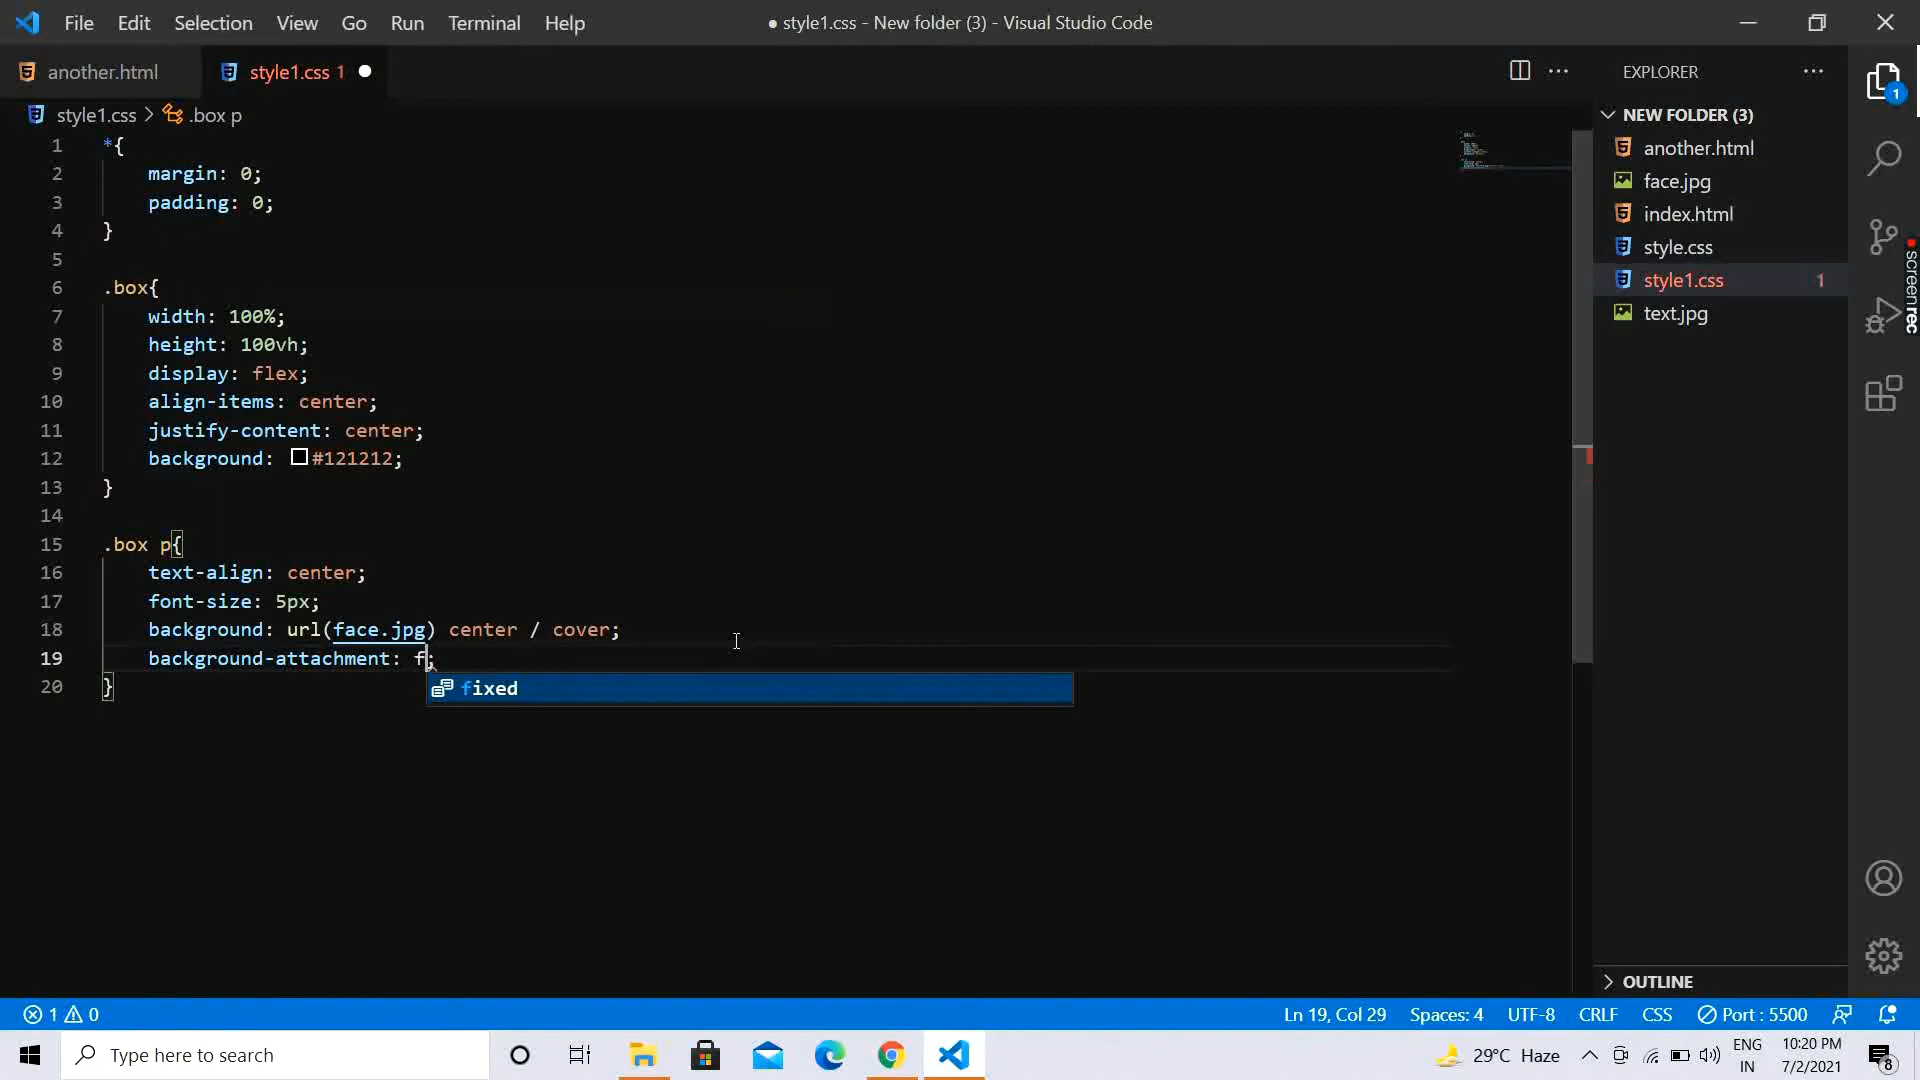 File Edit Selection View Go Run Terminal Help
● style1.css - New folder (3) - Visual Studio Code
another.html
style1.css 1
EXPLORER
style1.css > .box p
NEW FOLDER (3)
another.html
face.jpg
index.html
style.css
style1.css 1
text.jpg
OUTLINE
1
screenrec
1 *{
2 margin: 0;
3 padding: 0;
4 }
5
6 .box{
7 width: 100%;
8 height: 100vh;
9 display: flex;
10 align-items: center;
11 justify-content: center;
12 background: #121212;
13 }
14
15 .box p{
16 text-align: center;
17 font-size: 5px;
18 background: url(face.jpg) center / cover;
19 background-attachment: f;
fixed
20 }
1 0
Ln 19, Col 29 Spaces: 4 UTF-8 CRLF CSS Port : 5500
Type here to search
29°C Haze
ENG
IN
10:20 PM
7/2/2021
8